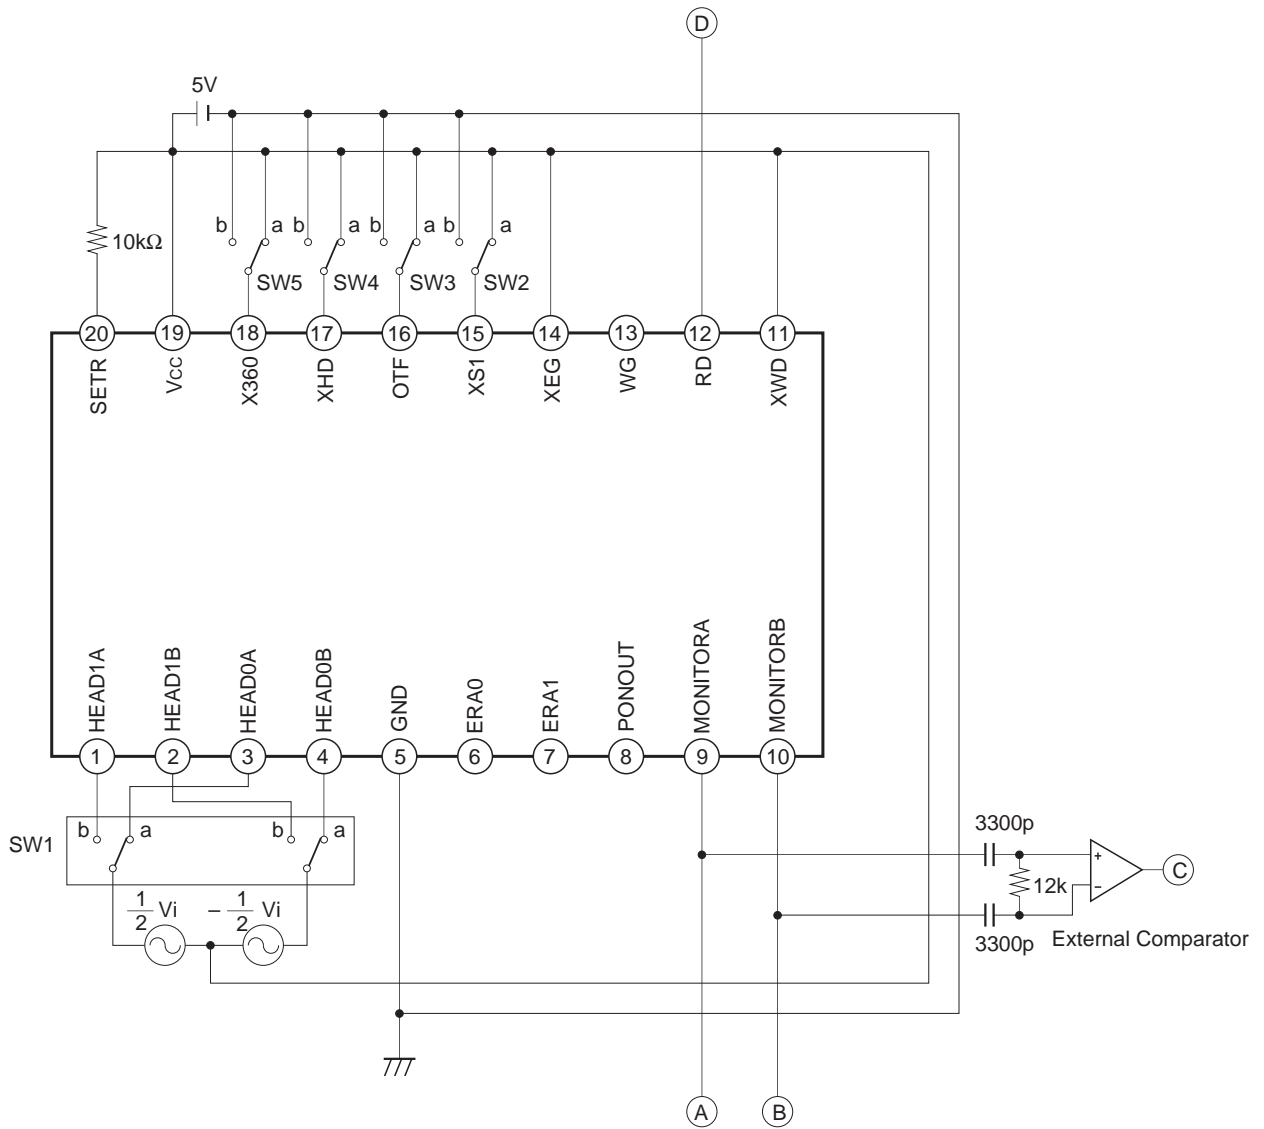 D
5V
b a b a b a b a
10kΩ
SW5 SW4 SW3 SW2
20 19 18 17 16 15 14 13 12 11
SETR
Vcc
X360
XHD
OTF
XS1
XEG
WG
RD
XWD
HEAD1A
HEAD1B
HEAD0A
HEAD0B
GND
ERA0
ERA1
PONOUT
MONITORA
MONITORB
1 2 3 4 5 6 7 8 9 10
SW1
b a b a
1/2 Vi
– 1/2 Vi
3300p
+
12k
–
C
3300p
External Comparator
A B